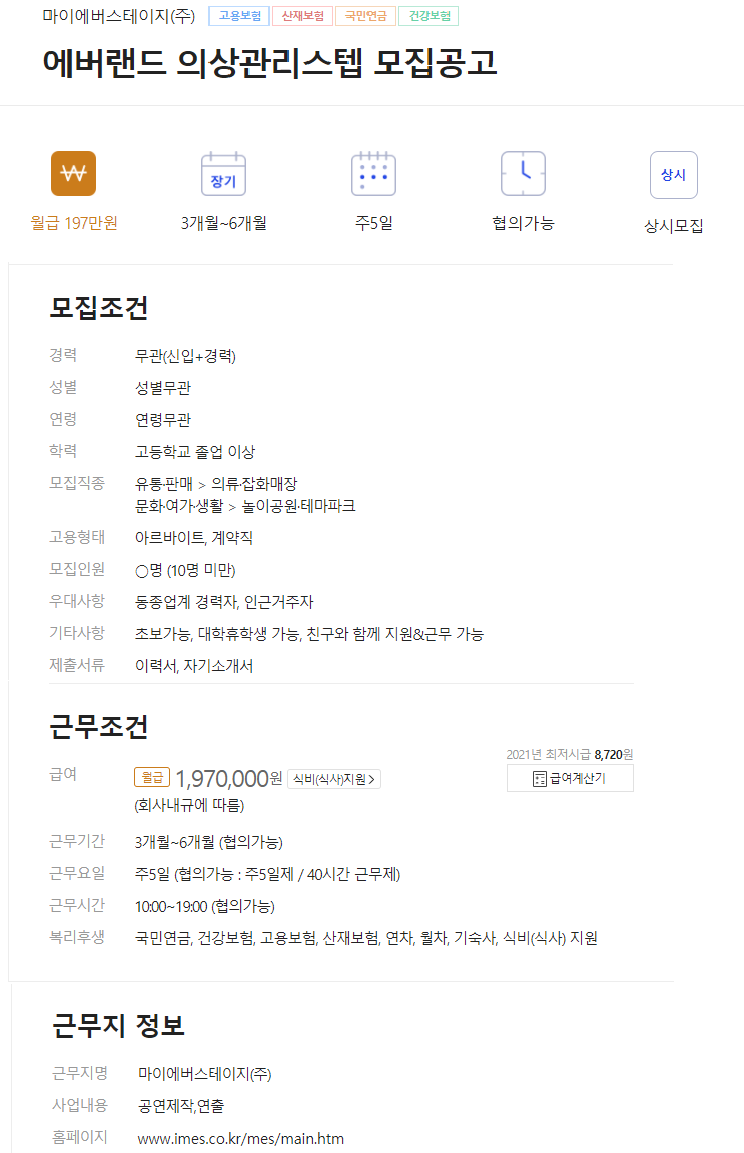 마이에버스테이지(주) 고용보험 산재보험 국민연금 건강보험
에버랜드 의상관리스텝 모집공고
₩ 장기 상시
월급 197만원 3개월~6개월 주5일 협의가능 상시모집
모집조건
경력 무관(신입+경력)
성별 성별무관
연령 연령무관
학력 고등학교 졸업 이상
모집직종 유통·판매 > 의류·잡화매장
문화·여가·생활 > 놀이공원·테마파크
고용형태 아르바이트, 계약직
모집인원 ○명 (10명 미만)
우대사항 동종업계 경력자, 인근거주자
기타사항 초보가능, 대학휴학생 가능, 친구와 함께 지원&근무 가능
제출서류 이력서, 자기소개서
근무조건
2021년 최저시급 8,720원
급여 월급 1,970,000원 식비(식사)지원 > 급여계산기
(회사내규에 따름)
근무기간 3개월~6개월 (협의가능)
근무요일 주5일 (협의가능 : 주5일제 / 40시간 근무제)
근무시간 10:00~19:00 (협의가능)
복리후생 국민연금, 건강보험, 고용보험, 산재보험, 연차, 월차, 기숙사, 식비(식사) 지원
근무지 정보
근무지명 마이에버스테이지(주)
사업내용 공연제작,연출
홈페이지 www.imes.co.kr/mes/main.htm